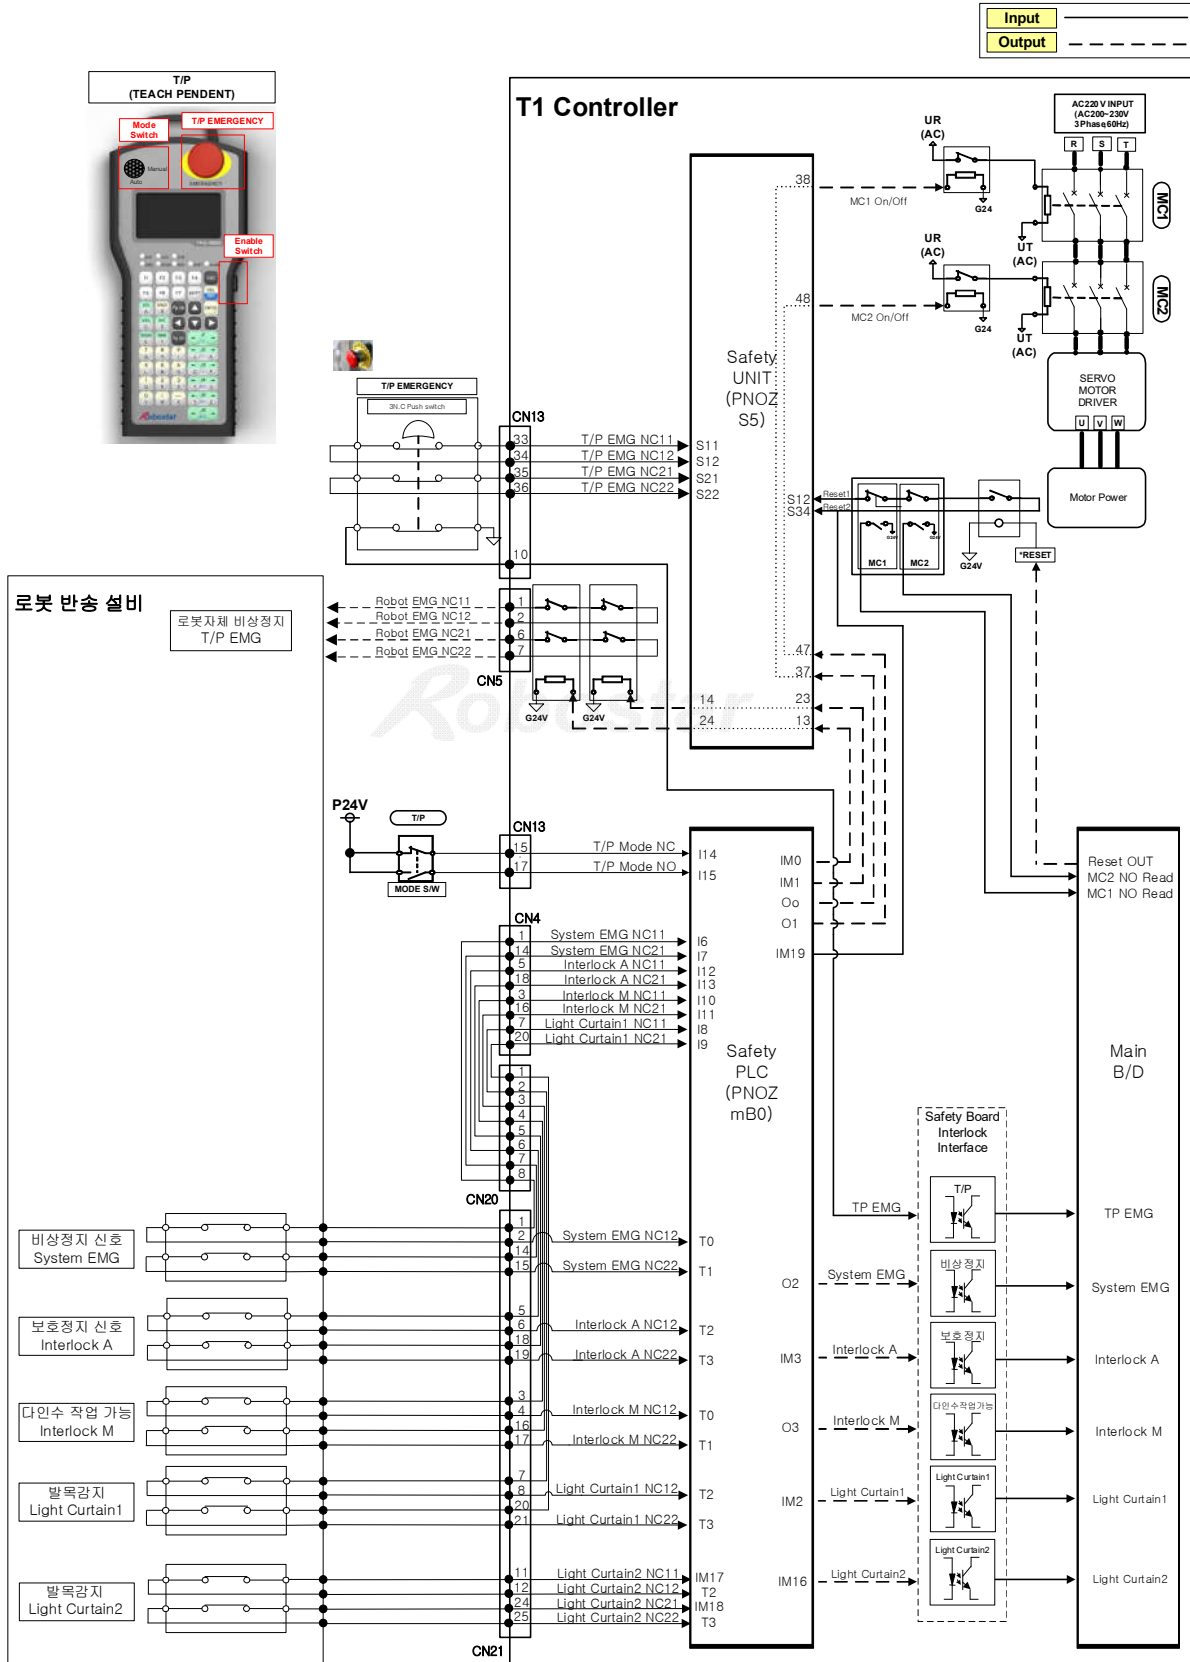 Input
Output
T/P
(TEACH PENDENT)
Mode
Switch
T/P EMERGENCY
Manual
Auto
EMERGENCY
Enable
Switch
Robostar
T1 Controller
AC220V INPUT
(AC200~230V
3Phase,60Hz)
R
S
T
UR
(AC)
38
MC1 On/Off
G24
UT
(AC)
MC1
UR
(AC)
48
MC2 On/Off
G24
UT
(AC)
MC2
Safety
UNIT
(PNOZ
S5)
SERVO
MOTOR
DRIVER
U
V
W
Motor Power
T/P EMERGENCY
3N.C Push switch
CN13
33
T/P EMG NC11
S11
34
T/P EMG NC12
S12
35
T/P EMG NC21
S21
36
T/P EMG NC22
S22
10
S12
Reset1
S34
Reset2
G24V
G24V
MC1
MC2
G24V
*RESET
로봇 반송 설비
로봇자체 비상정지
T/P EMG
Robot EMG NC11
1
Robot EMG NC12
2
Robot EMG NC21
6
Robot EMG NC22
7
CN5
G24V
G24V
47
37
14
23
24
13
Robostar
P24V
T/P
MODE S/W
CN13
15
T/P Mode NC
I14
17
T/P Mode NO
I15
IM0
IM1
Oo
O1
IM19
Reset OUT
MC2 NO Read
MC1 NO Read
CN4
1
System EMG NC11
I6
14
System EMG NC21
I7
5
Interlock A NC11
I12
18
Interlock A NC21
I13
3
Interlock M NC11
I10
16
Interlock M NC21
I11
7
Light Curtain1 NC11
I8
20
Light Curtain1 NC21
I9
Safety
PLC
(PNOZ
mB0)
Main
B/D
1
2
3
4
5
6
7
8
CN20
Safety Board
Interlock
Interface
비상정지 신호
System EMG
1
2
System EMG NC12
T0
14
15
System EMG NC22
T1
TP EMG
T/P
TP EMG
O2
System EMG
비상정지
System EMG
보호정지 신호
Interlock A
5
6
Interlock A NC12
T2
18
19
Interlock A NC22
T3
IM3
Interlock A
보호정지
Interlock A
다인수 작업 가능
Interlock M
3
4
Interlock M NC12
T0
16
17
Interlock M NC22
T1
O3
Interlock M
다인수작업가능
Interlock M
발목감지
Light Curtain1
7
8
Light Curtain1 NC12
T2
20
21
Light Curtain1 NC22
T3
IM2
Light Curtain1
Light Curtain1
Light Curtain1
발목감지
Light Curtain2
11
Light Curtain2 NC11
IM17
12
Light Curtain2 NC12
T2
24
Light Curtain2 NC21
IM18
25
Light Curtain2 NC22
T3
IM16
Light Curtain2
Light Curtain2
Light Curtain2
CN21